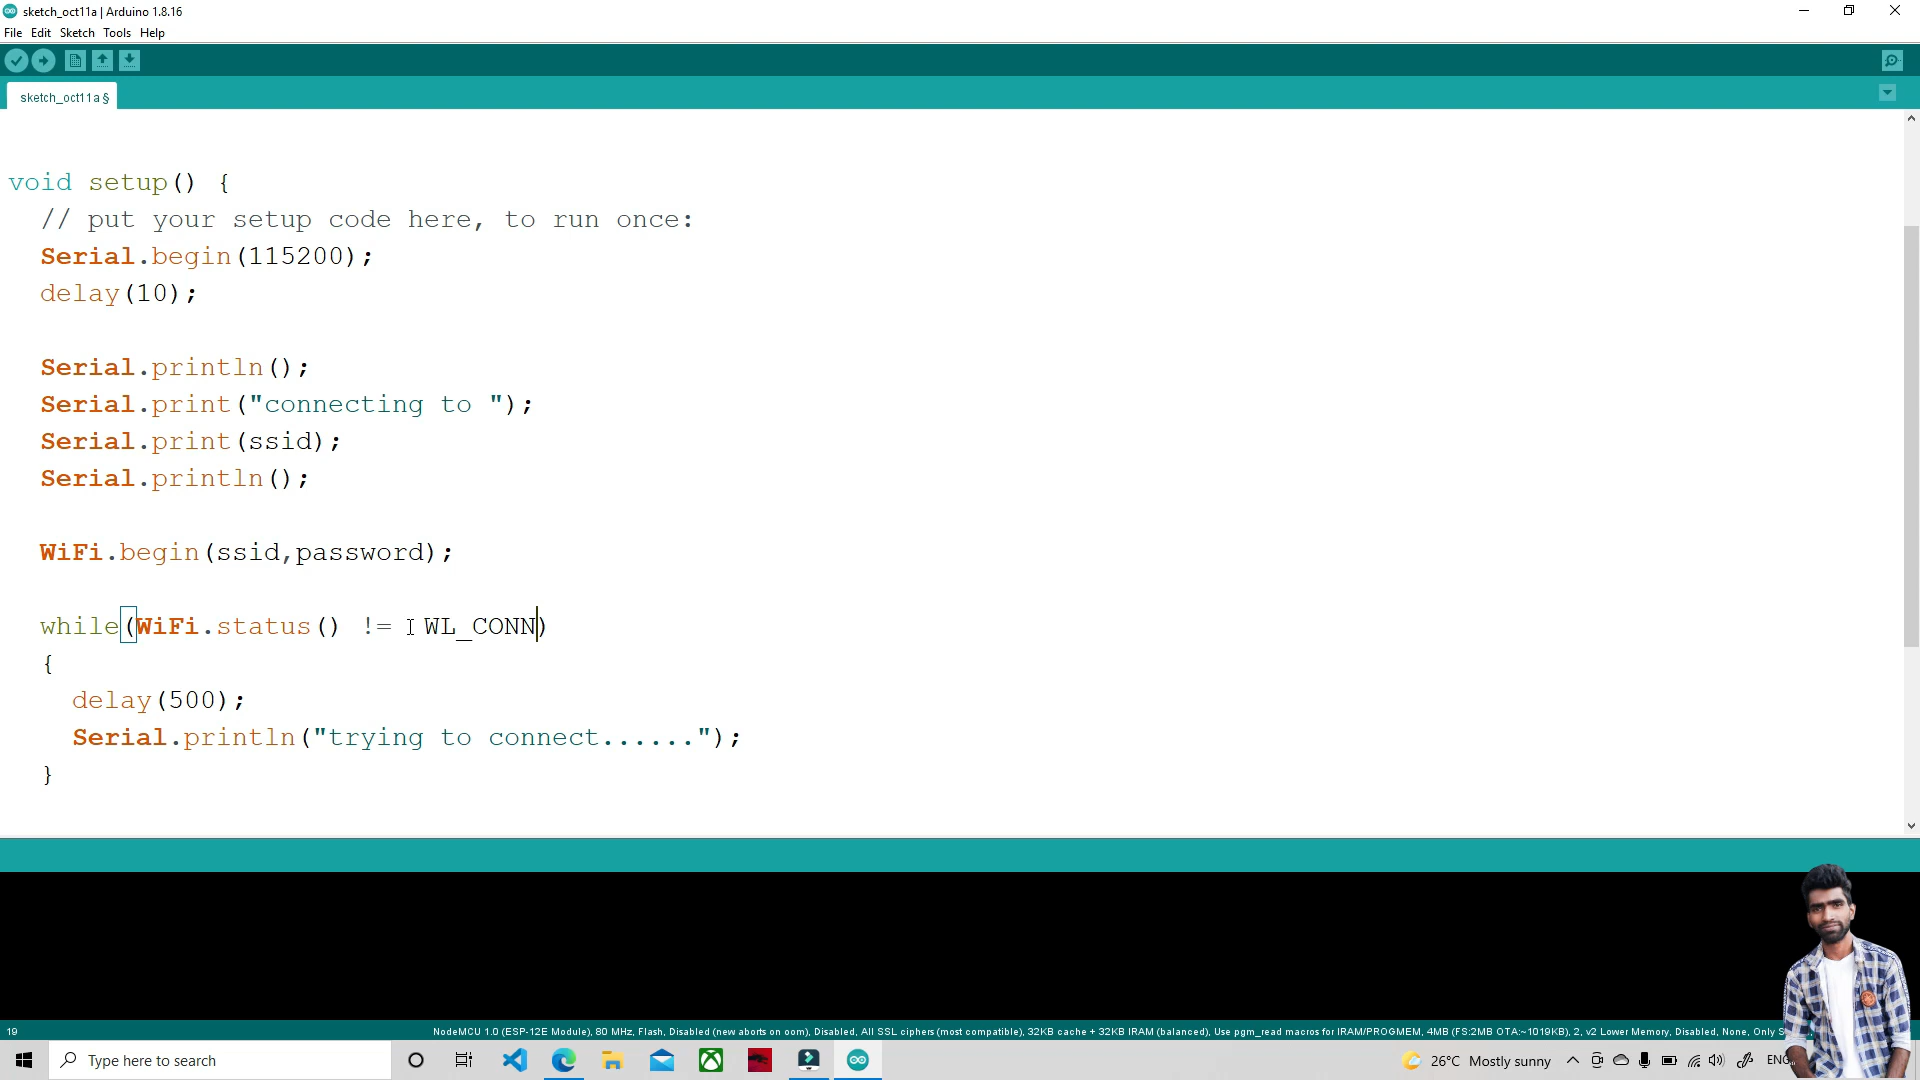 sketch_oct11a | Arduino 1.8.16
File Edit Sketch Tools Help
sketch_oct11a §
void setup() {
// put your setup code here, to run once:
Serial.begin(115200);
delay(10);
Serial.println();
Serial.print("connecting to ");
Serial.print(ssid);
Serial.println();
WiFi.begin(ssid,password);
while(WiFi.status() != WL_CONN)
{
delay(500);
Serial.println("trying to connect......");
}
19
NodeMCU 1.0 (ESP-12E Module), 80 MHz, Flash, Disabled (new aborts on oom), Disabled, All SSL ciphers (most compatible), 32KB cache + 32KB IRAM (balanced), Use pgm_read macros for IRAM/PROGMEM, 4MB (FS:2MB OTA:~1019KB), 2, v2 Lower Memory, Disabled, None, Only S
Type here to search
26°C Mostly sunny
ENG